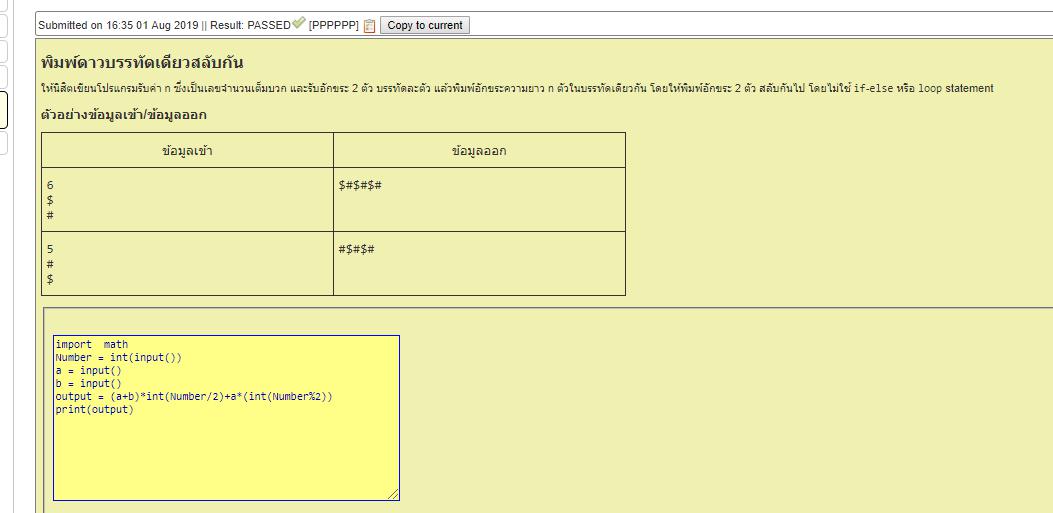 Submitted on 16:35 01 Aug 2019 || Result: PASSED [PPPPPP] Copy to current
พิมพ์ดาวบรรทัดเดียวสลับกัน
ให้นิสิตเขียนโปรแกรมรับค่า n ซึ่งเป็นเลขจำนวนเต็มบวก และรับอักขระ 2 ตัว บรรทัดละตัว แล้วพิมพ์อักขระความยาว n ตัวในบรรทัดเดียวกัน โดยให้พิมพ์อักขระ 2 ตัว สลับกันไป โดยไม่ใช้ if-else หรือ loop statement
ตัวอย่างข้อมูลเข้า/ข้อมูลออก
ข้อมูลเข้า ข้อมูลออก
6 $#$#$#
$
#
5 #$#$#
#
$
import  math
Number = int(input())
a = input()
b = input()
output = (a+b)*int(Number/2)+a*(int(Number%2))
print(output)